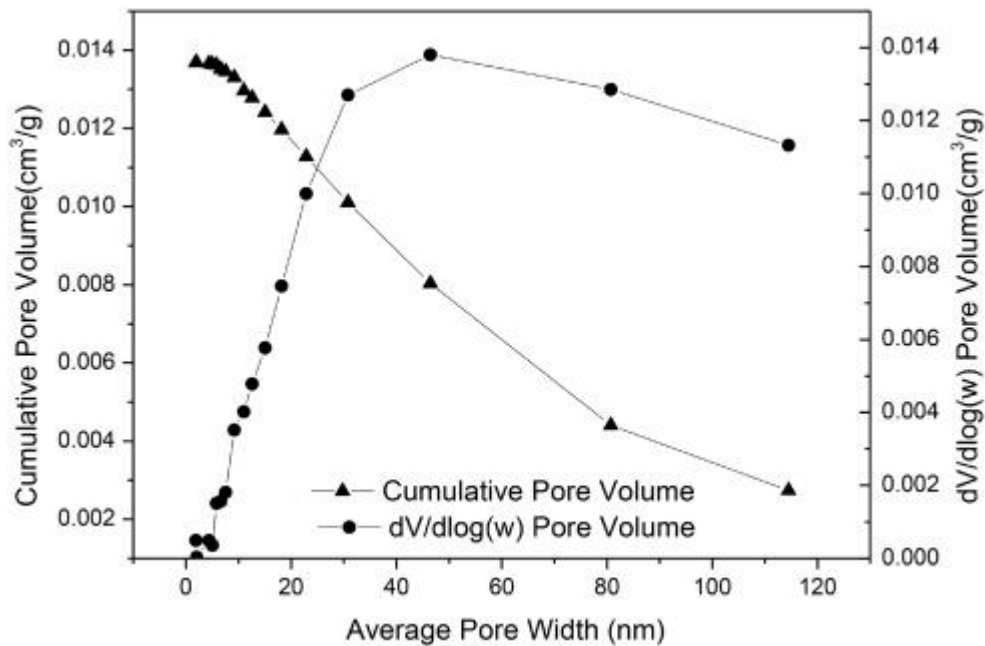 0.014
0.012
0.010
0.008
0.006
0.004
0.002
Cumulative Pore Volume(cm³/g)
0.014
0.012
0.010
0.008
0.006
0.004
0.002
0.000
dV/dlog(w) Pore Volume(cm³/g)
Cumulative Pore Volume
dV/dlog(w) Pore Volume
0 20 40 60 80 100 120
Average Pore Width (nm)